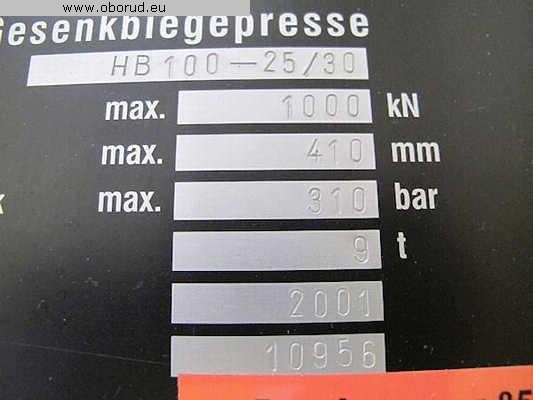 www.oborud.eu
Gesenkbiegepresse
HB 100-25/30
max. 1000 kN
max. 410 mm
max. 310 bar
9 t
2001
10956